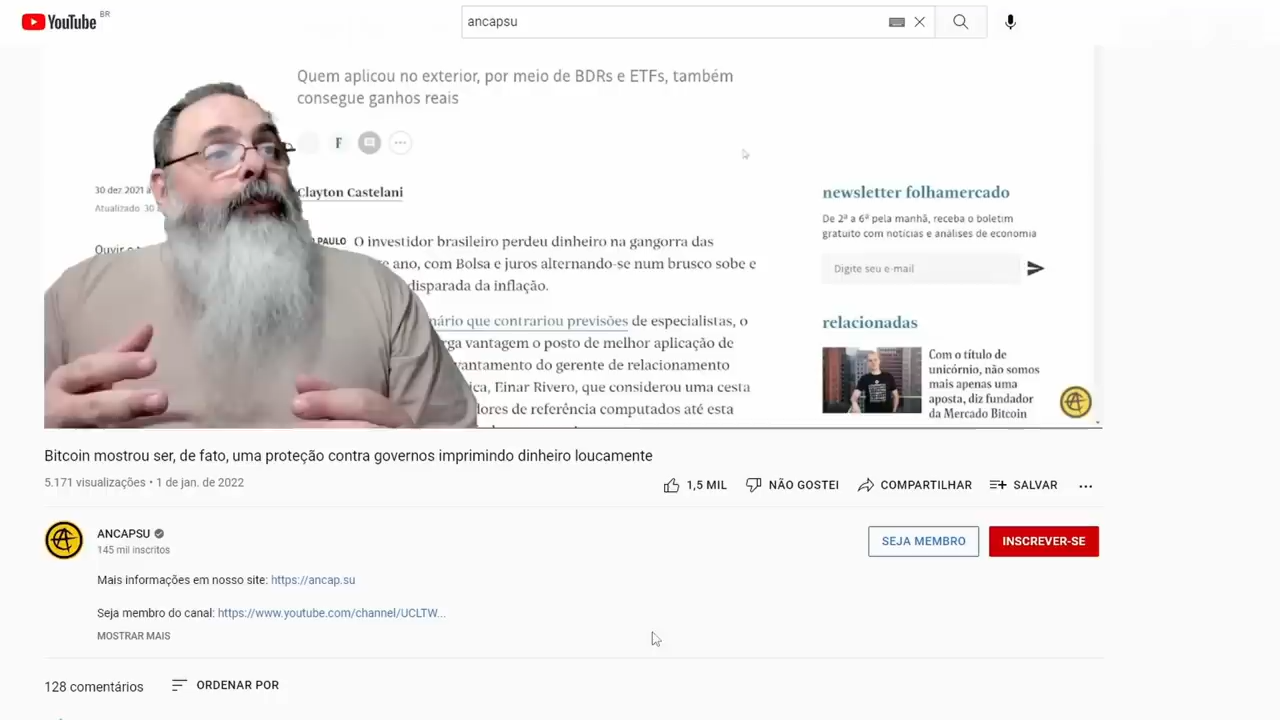 YouTube BR
ancapsu
Quem aplicou no exterior, por meio de BDRs e ETFs, também
consegue ganhos reais
F
30 dez.2021
Atualizado 30
Clayton Castelani
O investidor brasileiro perdeu dinheiro na gangorra das
ano, com Bolsa e juros alternando-se num brusco sobe e
disparada da inflação.
que contrariou previsões de especialistas, o
vantagem o posto de melhor aplicação de
do gerente de relacionamento
Einar Rivero, que considerou uma cesta
de referência computados até esta
newsletter folhamercado
De 2ª a 6ª pela manhã, receba o boletim
gratuito com notícias e análises de economia
Digite seu e-mail
relacionadas
Com o título de
unicórnio, não somos
mais apenas uma
aposta, diz fundador
da Mercado Bitcoin
Bitcoin mostrou ser, de fato, uma proteção contra governos imprimindo dinheiro loucamente
5.171 visualizações • 1 de jan. de 2022
1,5 MIL NÃO GOSTEI COMPARTILHAR SALVAR
ANCAPSU
145 mil inscritos
SEJA MEMBRO INSCREVER-SE
Mais informações em nosso site: https://ancap.su
Seja membro do canal: https://www.youtube.com/channel/UCLTW...
MOSTRAR MAIS
128 comentários ORDENAR POR